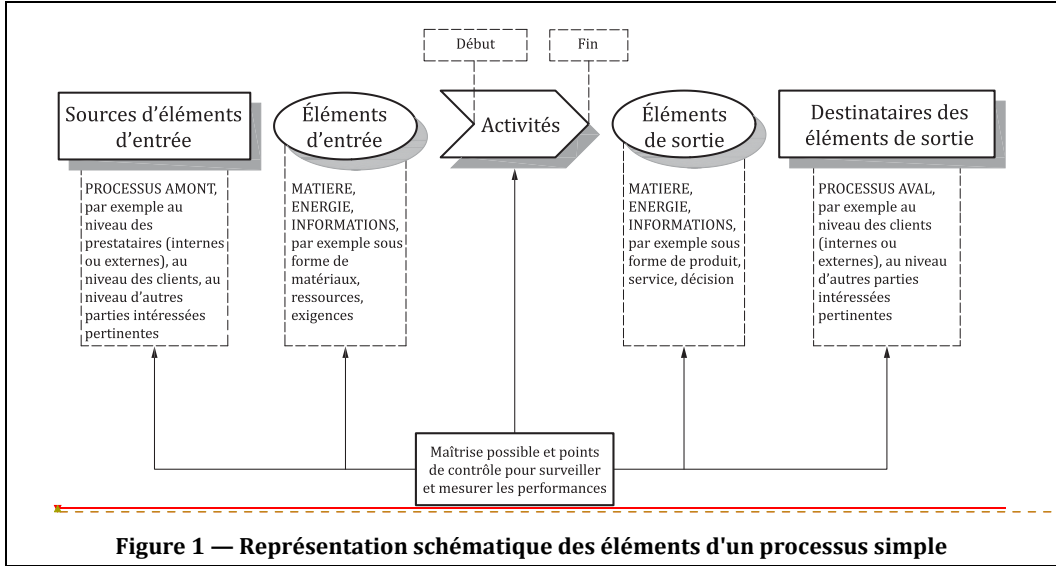 Début
Fin
Sources d'éléments
d'entrée
Éléments
d'entrée
Activités
Éléments
de sortie
Destinataires des
éléments de sortie
PROCESSUS AMONT,
par exemple au
niveau des
prestataires (internes
ou externes), au
niveau des clients, au
niveau d'autres
parties intéressées
pertinentes
MATIERE,
ENERGIE,
INFORMATIONS,
par exemple sous
forme de
matériaux,
ressources,
exigences
MATIERE,
ENERGIE,
INFORMATIONS,
par exemple sous
forme de produit,
service, décision
PROCESSUS AVAL,
par exemple au
niveau des clients
(internes ou
externes), au niveau
d'autres parties
intéressées
pertinentes
Maîtrise possible et points
de contrôle pour surveiller
et mesurer les performances
Figure 1 — Représentation schématique des éléments d'un processus simple